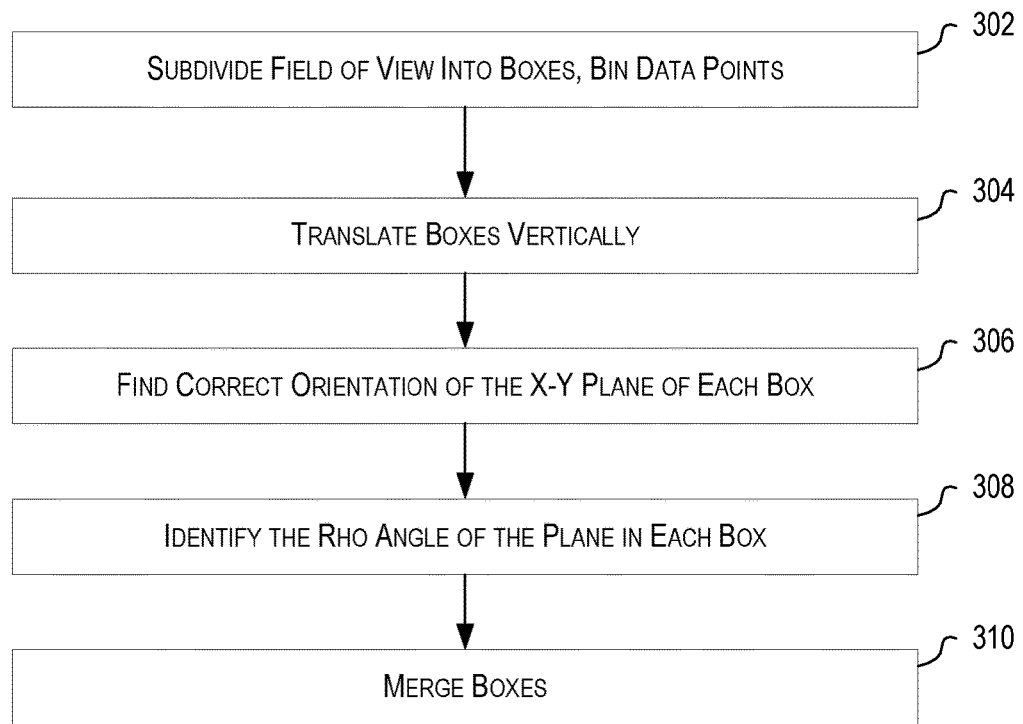 302
SUBDIVIDE FIELD OF VIEW INTO BOXES, BIN DATA POINTS
304
TRANSLATE BOXES VERTICALLY
306
FIND CORRECT ORIENTATION OF THE X-Y PLANE OF EACH BOX
308
IDENTIFY THE RHO ANGLE OF THE PLANE IN EACH BOX
310
MERGE BOXES